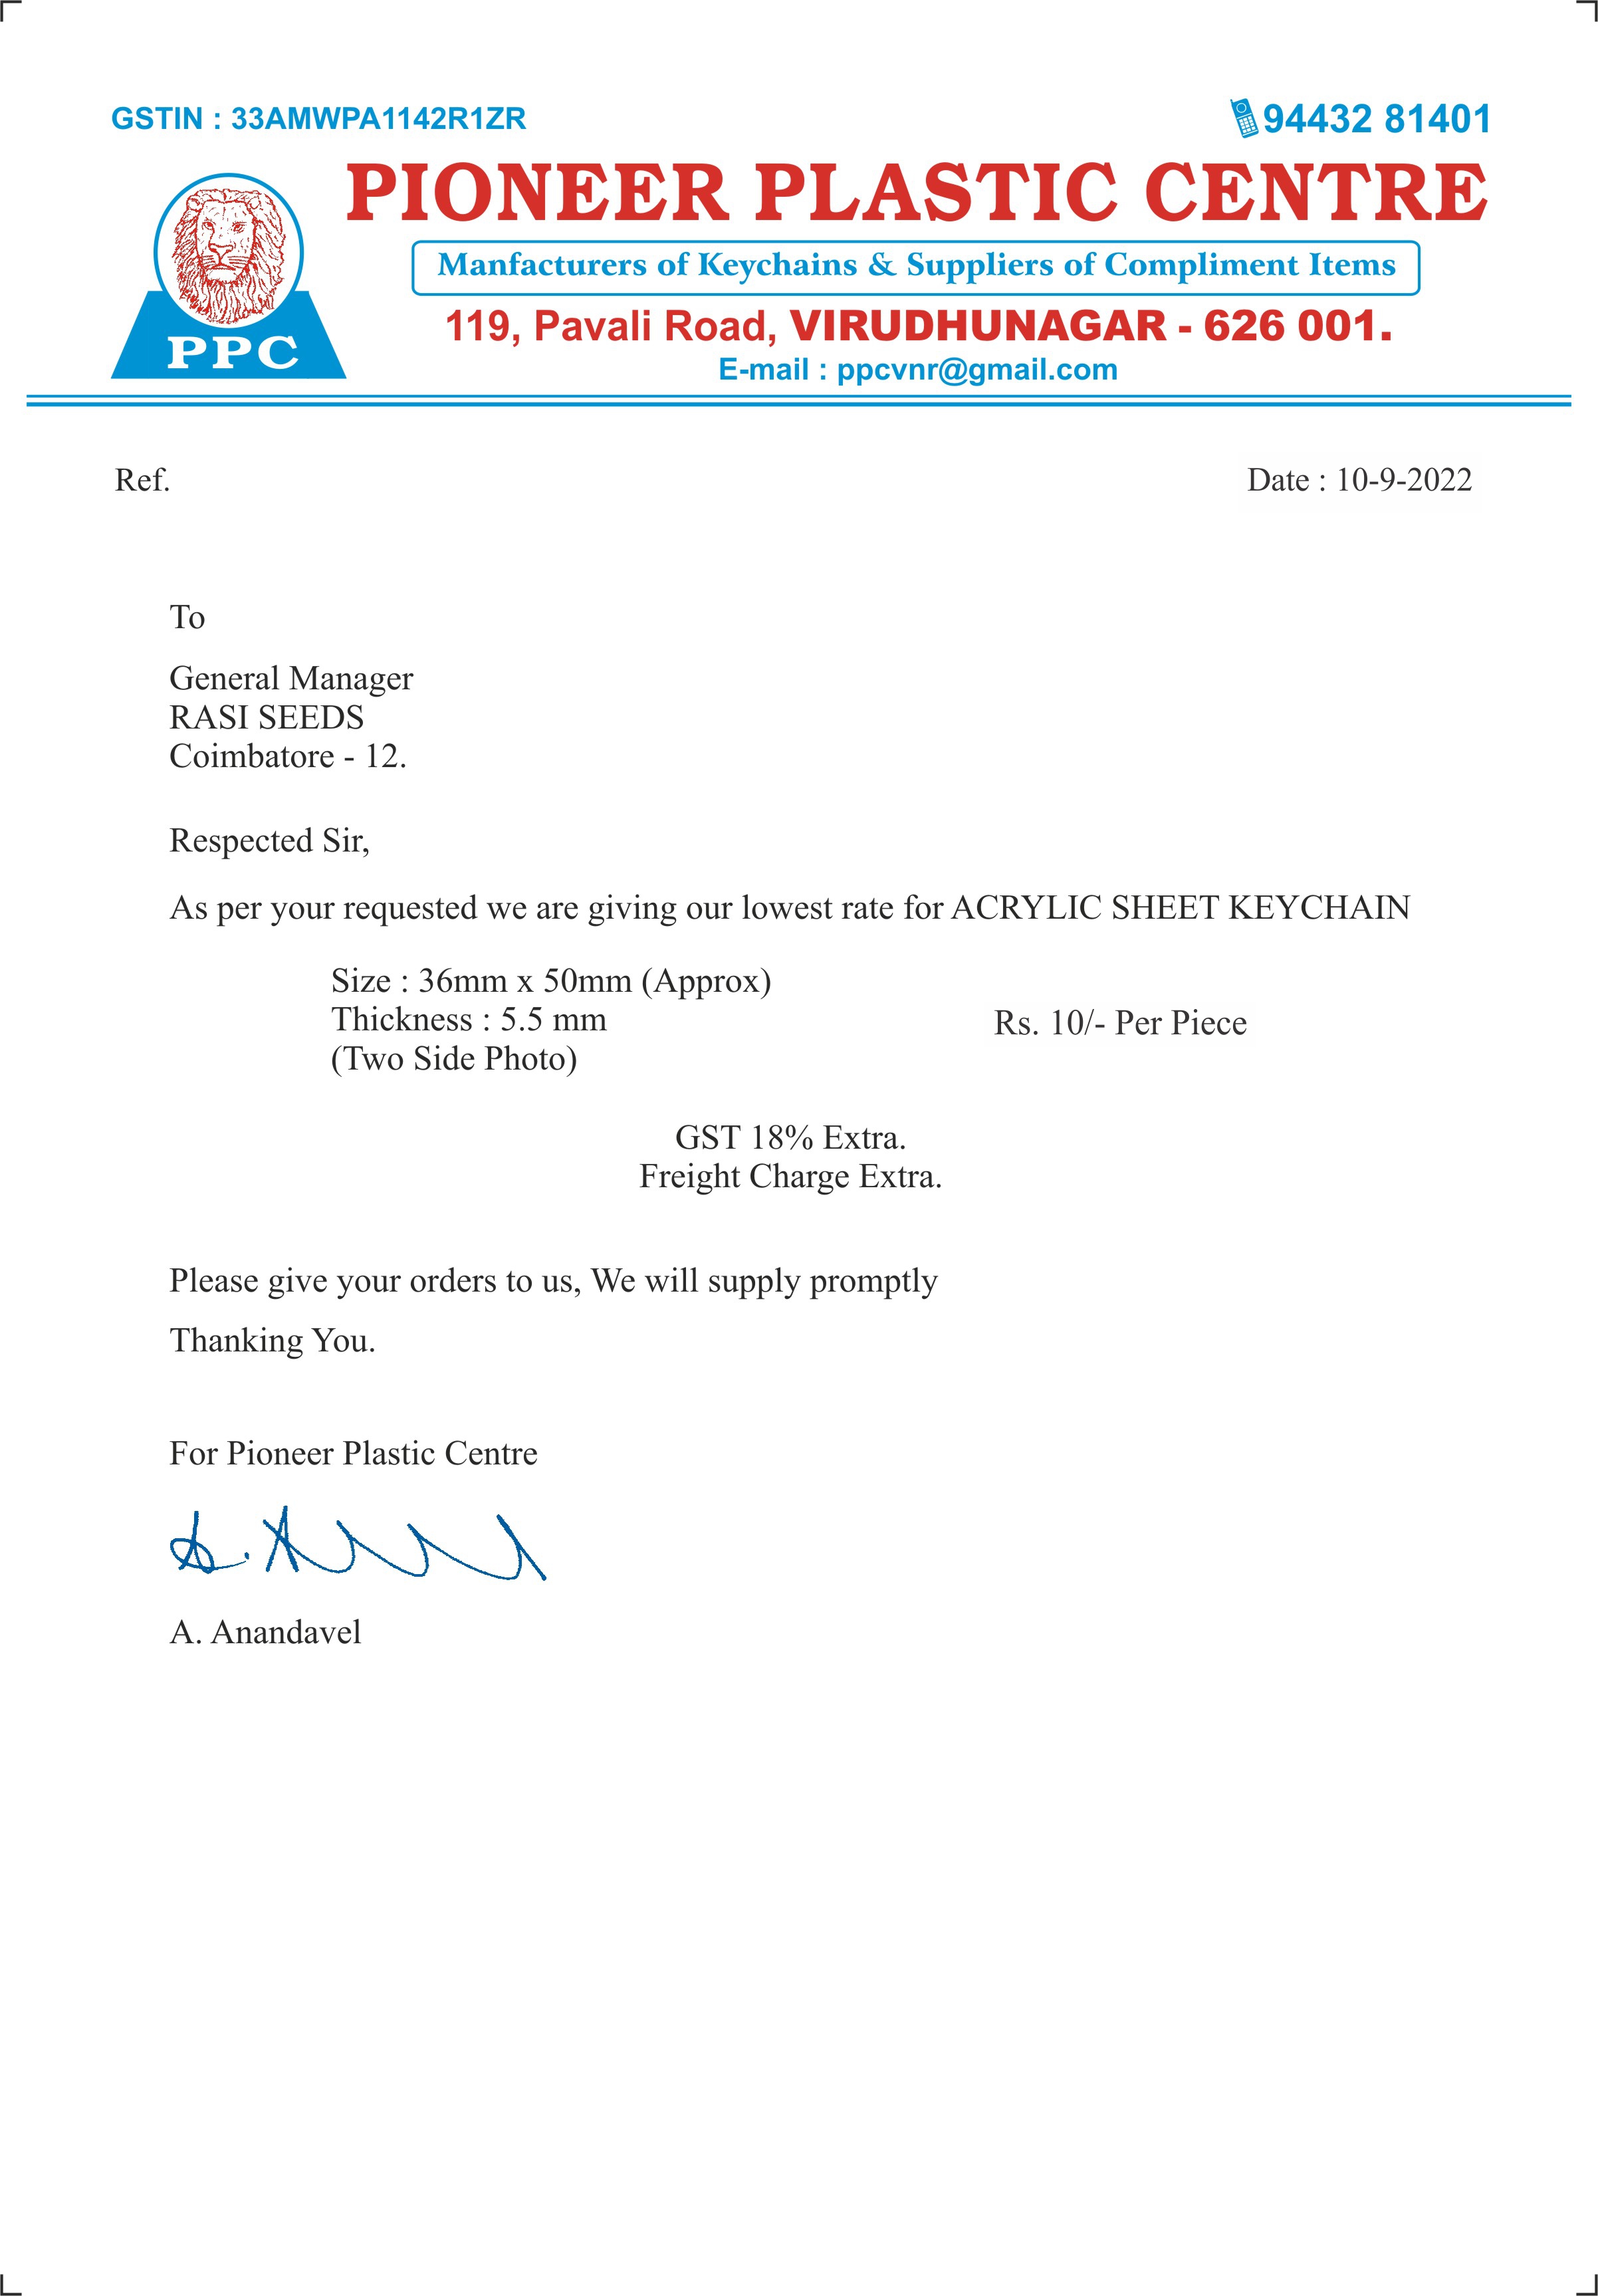 GSTIN : 33AMWPA1142R1ZR
94432 81401
PIONEER PLASTIC CENTRE
PPC
Manfacturers of Keychains & Suppliers of Compliment Items
119, Pavali Road, VIRUDHUNAGAR - 626 001.
E-mail : ppcvnr@gmail.com
Ref.
Date : 10-9-2022
To
General Manager
RASI SEEDS
Coimbatore - 12.
Respected Sir,
As per your requested we are giving our lowest rate for ACRYLIC SHEET KEYCHAIN
Size : 36mm x 50mm (Approx)
Thickness : 5.5 mm
Rs. 10/- Per Piece
(Two Side Photo)
GST 18% Extra.
Freight Charge Extra.
Please give your orders to us, We will supply promptly
Thanking You.
For Pioneer Plastic Centre
A. Anandavel